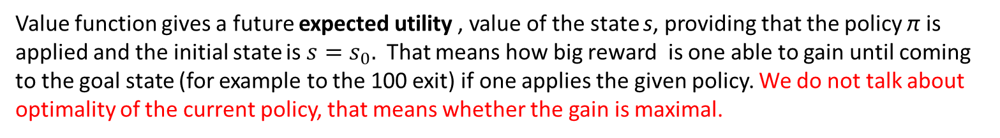 Value function gives a future expected utility , value of the state s, providing that the policy π is
applied and the initial state is s = s₀. That means how big reward is one able to gain until coming
to the goal state (for example to the 100 exit) if one applies the given policy. We do not talk about
optimality of the current policy, that means whether the gain is maximal.